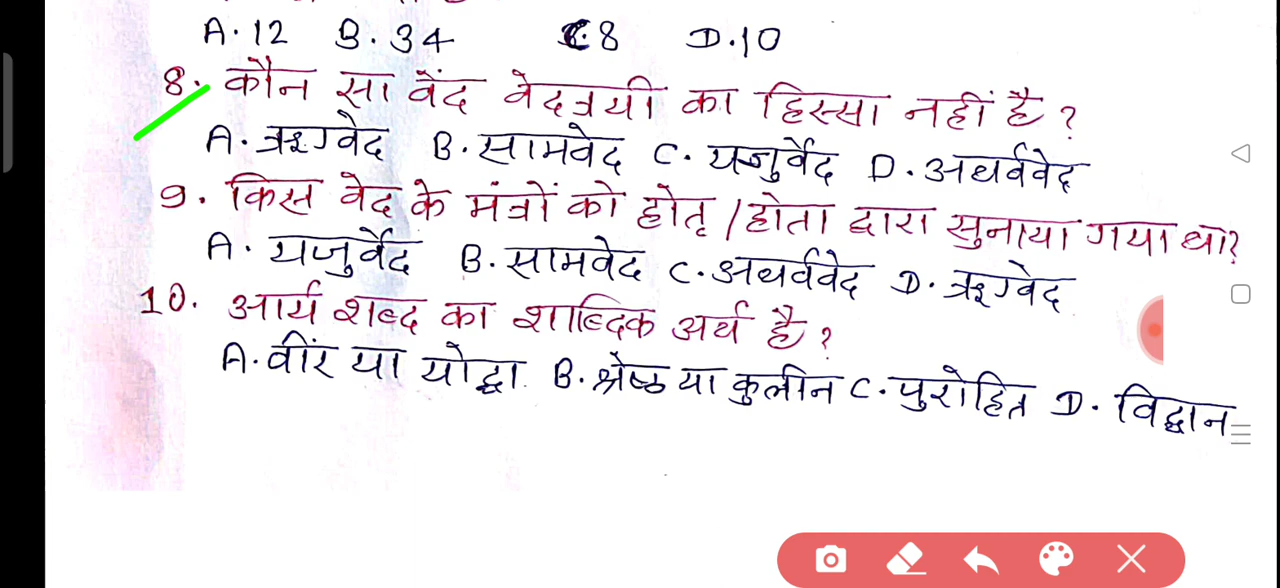 A. 12 B. 34 C. 8 D. 10
8. कौन सा वेंद वेदत्रयी का हिस्सा नहीं है ?
A. ऋग्वेद B. सामवेद C. यजुर्वेद D. अथर्ववेद
9. किस वेद के मंत्रों को होतृ / होता द्वारा सुनाया गया था?
A. यजुर्वेद B. सामवेद C. अथर्ववेद D. ऋग्वेद
10. आर्य शब्द का शाब्दिक अर्थ है ?
A. वींर या योद्धा B. श्रेष्ठ या कुलीन C. पुरोहित D. विद्वान